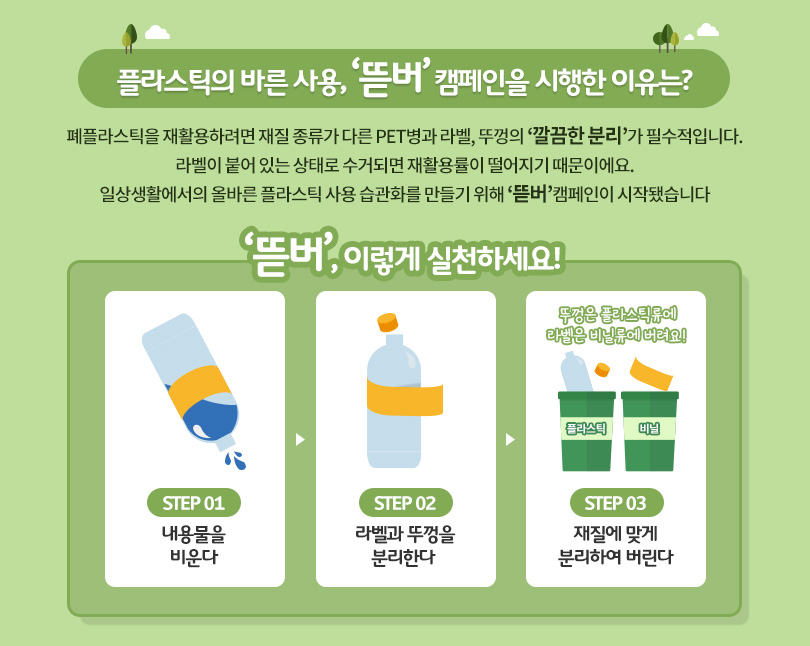 플라스틱의 바른 사용, ‘뜯버’ 캠페인을 시행한 이유는?
폐플라스틱을 재활용하려면 재질 종류가 다른 PET병과 라벨, 뚜껑의 ‘깔끔한 분리’가 필수적입니다.
라벨이 붙어 있는 상태로 수거되면 재활용률이 떨어지기 때문이에요.
일상생활에서의 올바른 플라스틱 사용 습관화를 만들기 위해 ‘뜯버’캠페인이 시작됐습니다
‘뜯버’, 이렇게 실천하세요!
STEP 01
내용물을
비운다
STEP 02
라벨과 뚜껑을
분리한다
뚜껑은 플라스틱류에
라벨은 비닐류에 버려요!
플라스틱
비닐
STEP 03
재질에 맞게
분리하여 버린다